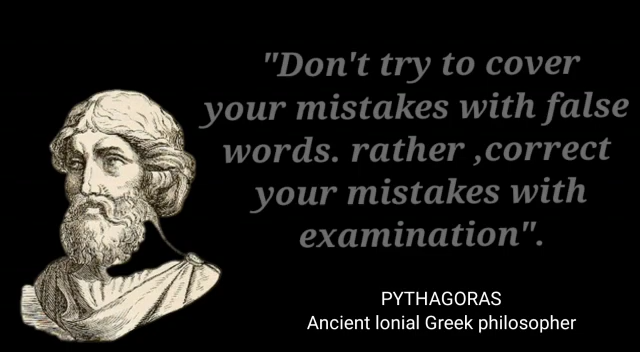 "Don't try to cover
your mistakes with false
words. rather ,correct
your mistakes with
examination".
PYTHAGORAS
Ancient lonial Greek philosopher